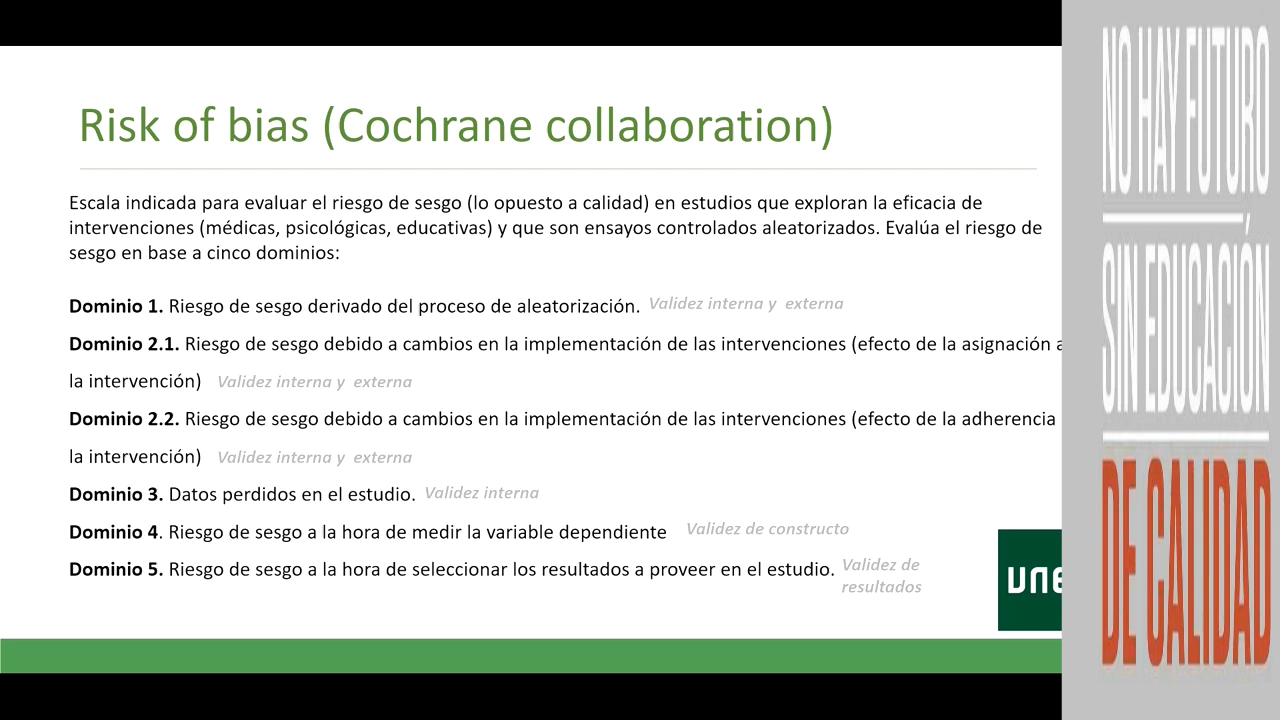 Risk of bias (Cochrane collaboration)
Escala indicada para evaluar el riesgo de sesgo (lo opuesto a calidad) en estudios que exploran la eficacia de
intervenciones (médicas, psicológicas, educativas) y que son ensayos controlados aleatorizados. Evalúa el riesgo de
sesgo en base a cinco dominios:
Dominio 1. Riesgo de sesgo derivado del proceso de aleatorización. Validez interna y externa
Dominio 2.1. Riesgo de sesgo debido a cambios en la implementación de las intervenciones (efecto de la asignación a
la intervención) Validez interna y externa
Dominio 2.2. Riesgo de sesgo debido a cambios en la implementación de las intervenciones (efecto de la adherencia
la intervención) Validez interna y externa
Dominio 3. Datos perdidos en el estudio. Validez interna
Dominio 4. Riesgo de sesgo a la hora de medir la variable dependiente Validez de constructo
Dominio 5. Riesgo de sesgo a la hora de seleccionar los resultados a proveer en el estudio. Validez de
resultados
NO HAY FUTURO
SIN EDUCACIÓN
DE CALIDAD